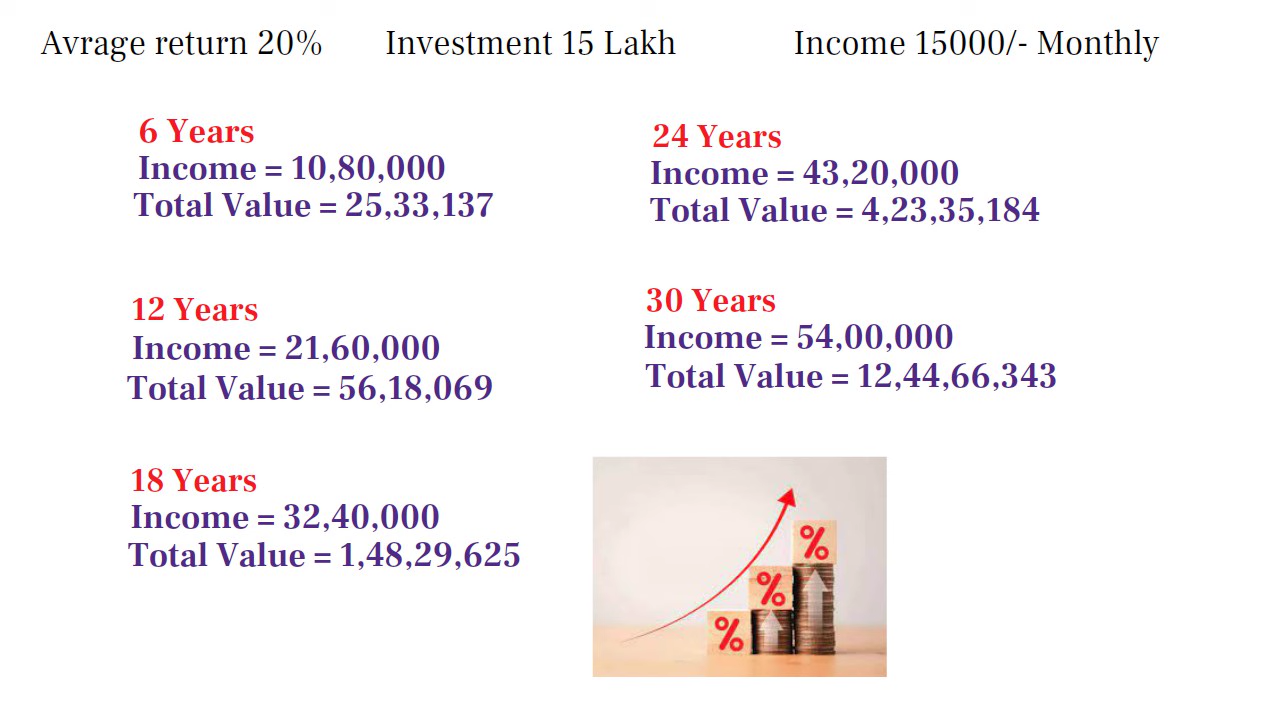 Avrage return 20% Investment 15 Lakh Income 15000/- Monthly
6 Years
Income = 10,80,000
Total Value = 25,33,137
12 Years
Income = 21,60,000
Total Value = 56,18,069
18 Years
Income = 32,40,000
Total Value = 1,48,29,625
24 Years
Income = 43,20,000
Total Value = 4,23,35,184
30 Years
Income = 54,00,000
Total Value = 12,44,66,343
%
%
%